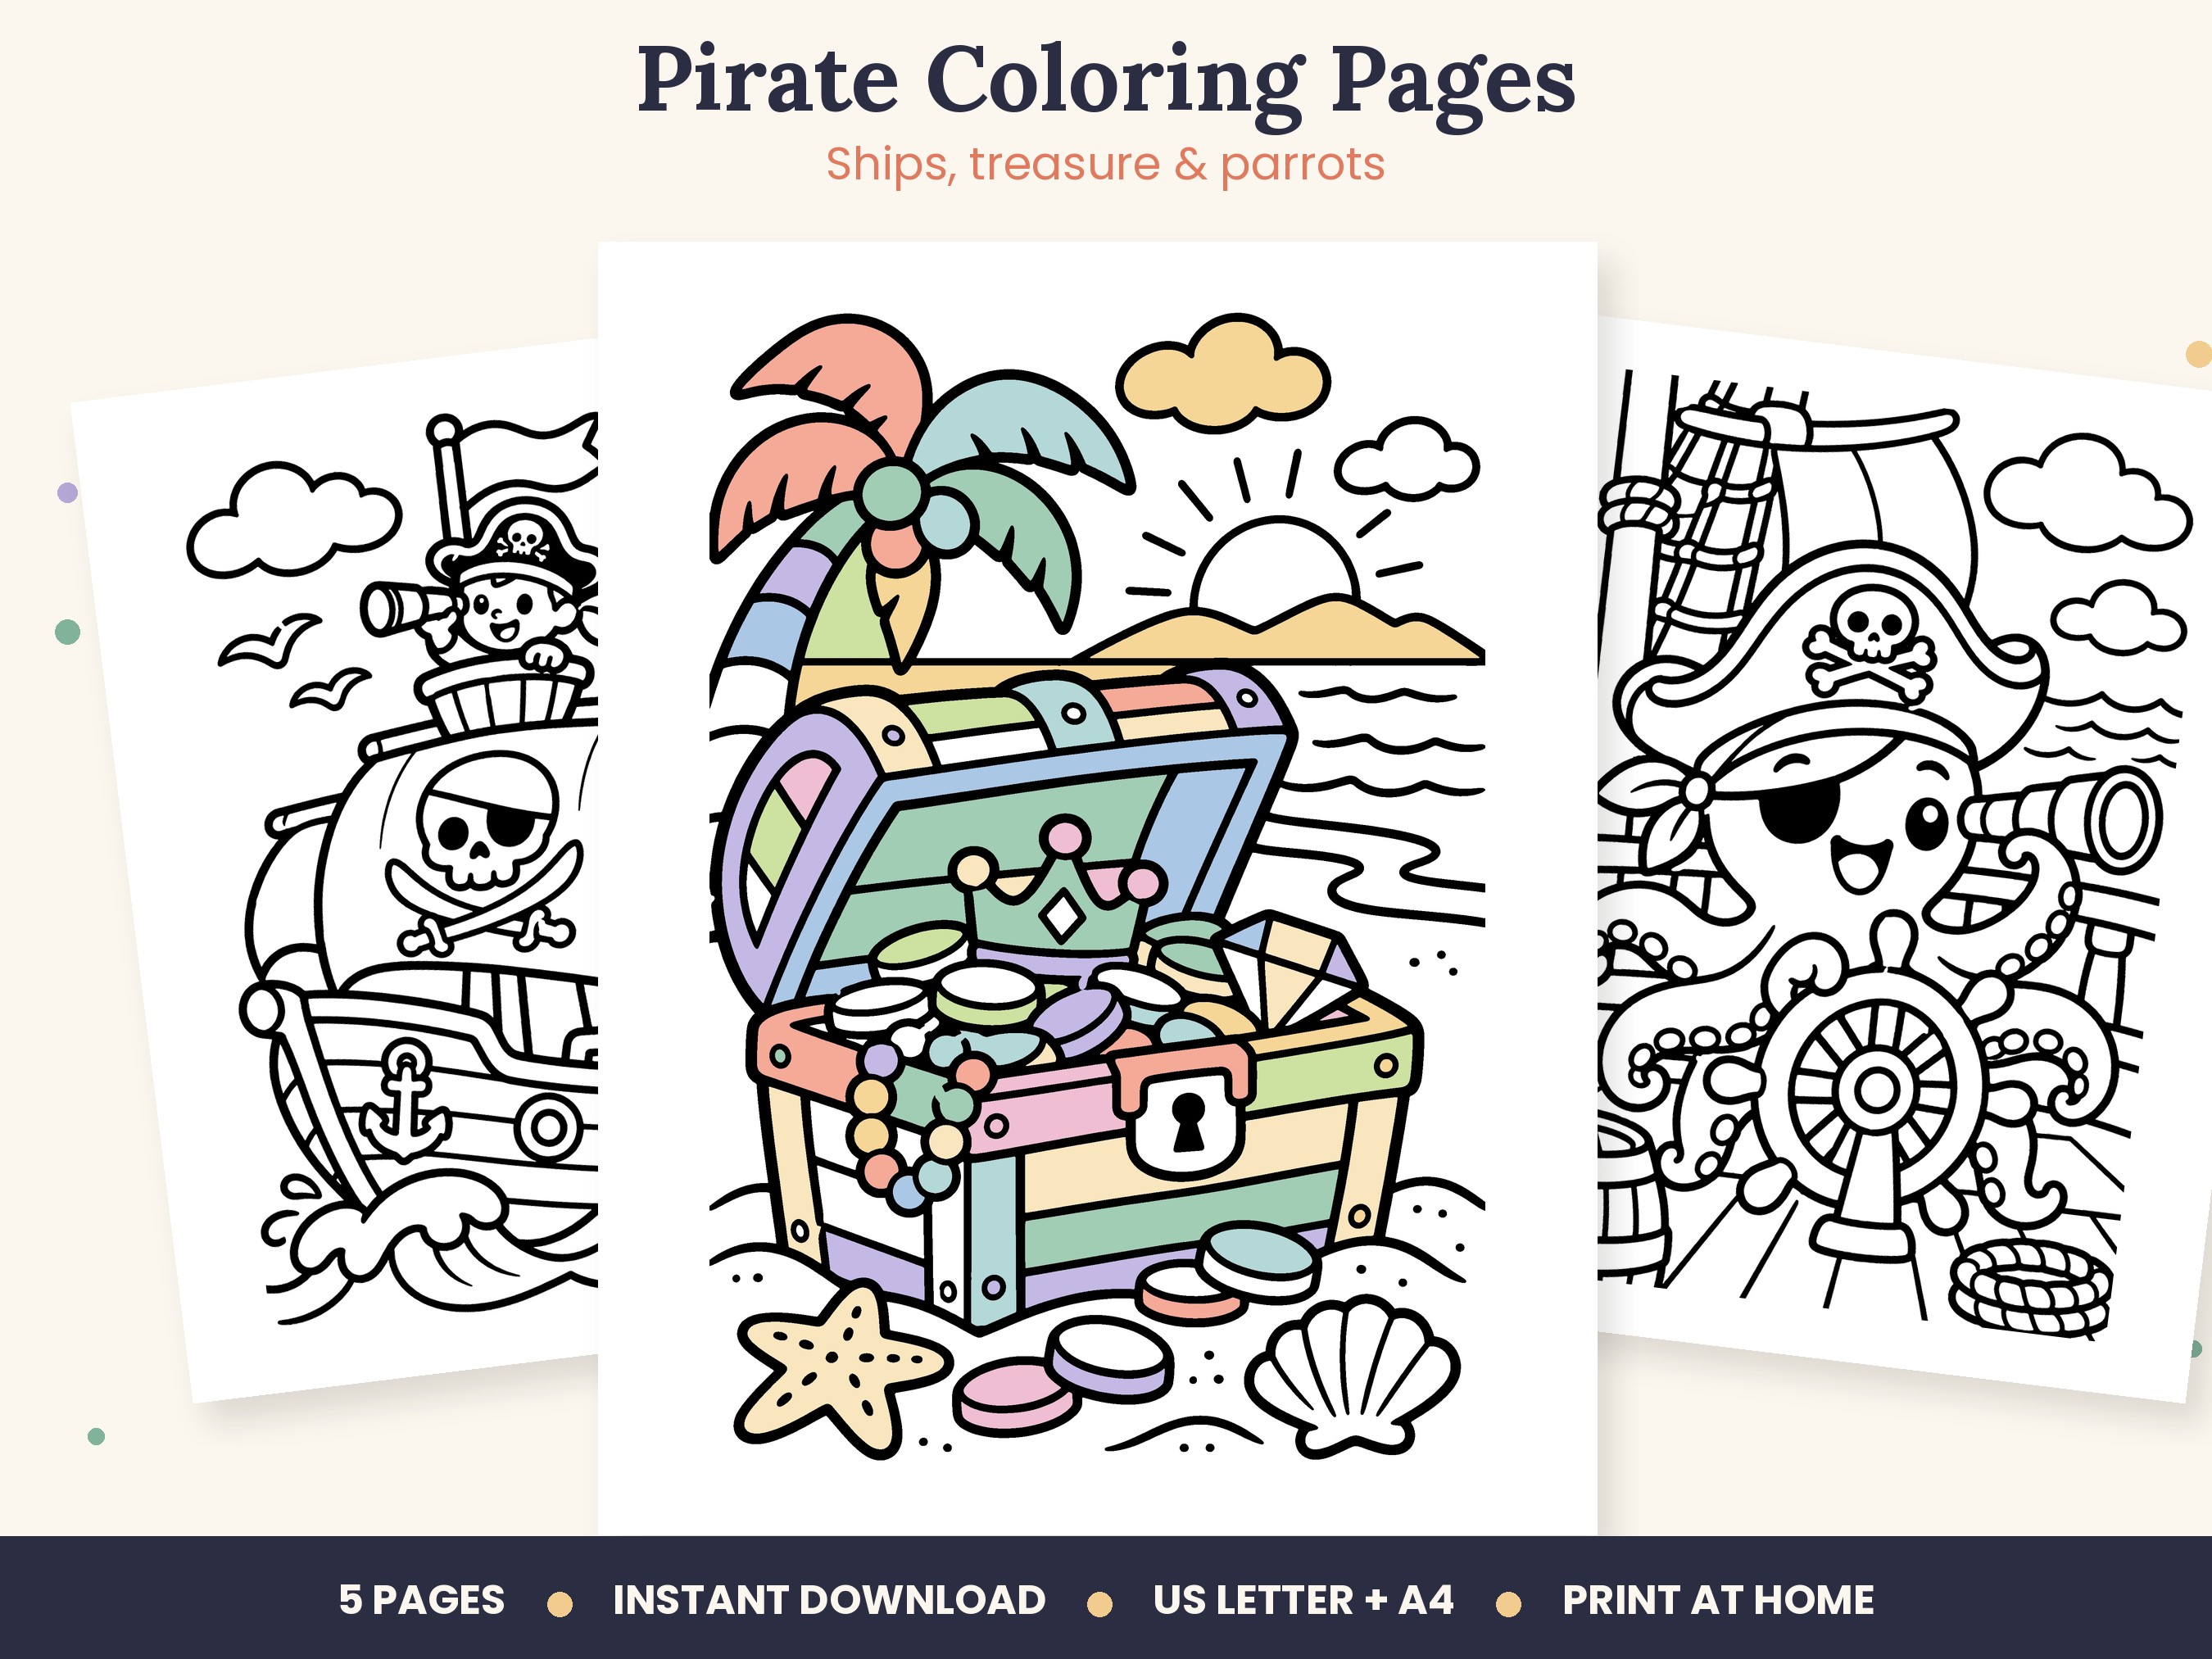 Pirate Coloring Pages
Ships, treasure & parrots
5 PAGES INSTANT DOWNLOAD US LETTER + A4 PRINT AT HOME